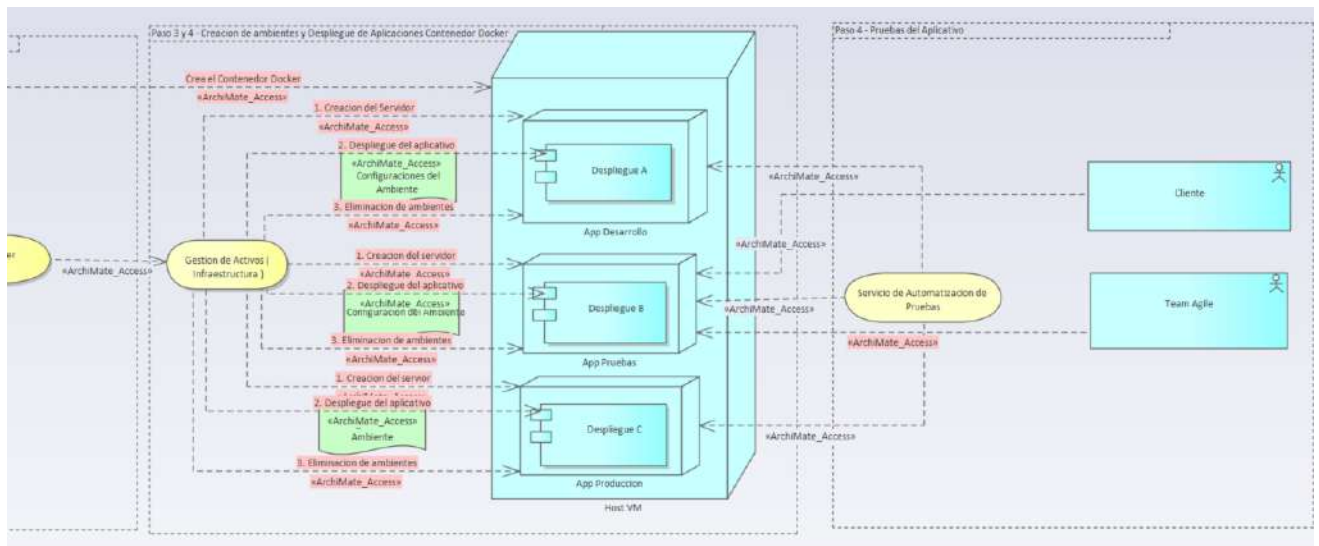 Paso 3 y 4 - Creacion de ambientes y Despliegue de Aplicaciones Contenedor Docker
Paso 4 - Pruebas del Aplicativo
Crea el Contenedor Docker
«ArchiMate_Access»
1. Creacion del Servidor
«ArchiMate_Access»
2. Despliegue del aplicativo
«ArchiMate_Access»
Configuraciones del
Ambiente
3. Eliminacion de ambientes
«ArchiMate_Access»
Despliegue A
App Desarrollo
«ArchiMate_Access»
Cliente
«ArchiMate_Access»
Gestion de Activos (
Infraestructura )
«ArchiMate_Access»
1. Creacion del servidor
«ArchiMate_Access»
2. Despliegue del aplicativo
«ArchiMate_Access»
Configuracion del Ambiente
3. Eliminacion de ambientes
«ArchiMate_Access»
Despliegue B
App Pruebas
«ArchiMate_Access»
Servicio de Automatizacion de
Pruebas
Team Agile
«ArchiMate_Access»
1. Creacion del servior
«ArchiMate_Access»
2. Despliegue del aplicativo
«ArchiMate_Access»
Ambiente
3. Eliminacion de ambientes
«ArchiMate_Access»
Despliegue C
App Produccion
«ArchiMate_Access»
Host VM